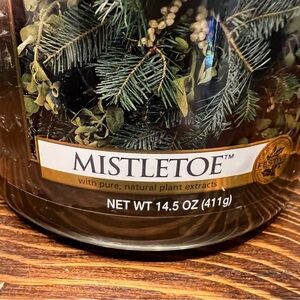 MISTLETOE™
with pure, natural plant extracts
NET WT 14.5 OZ (411g)